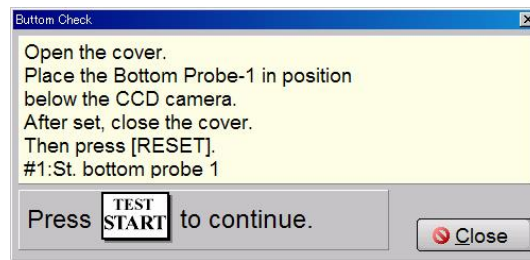 Buttom Check
Open the cover.
Place the Bottom Probe-1 in position
below the CCD camera.
After set, close the cover.
Then press [RESET].
#1:St. bottom probe 1
Press TEST START to continue.
Close